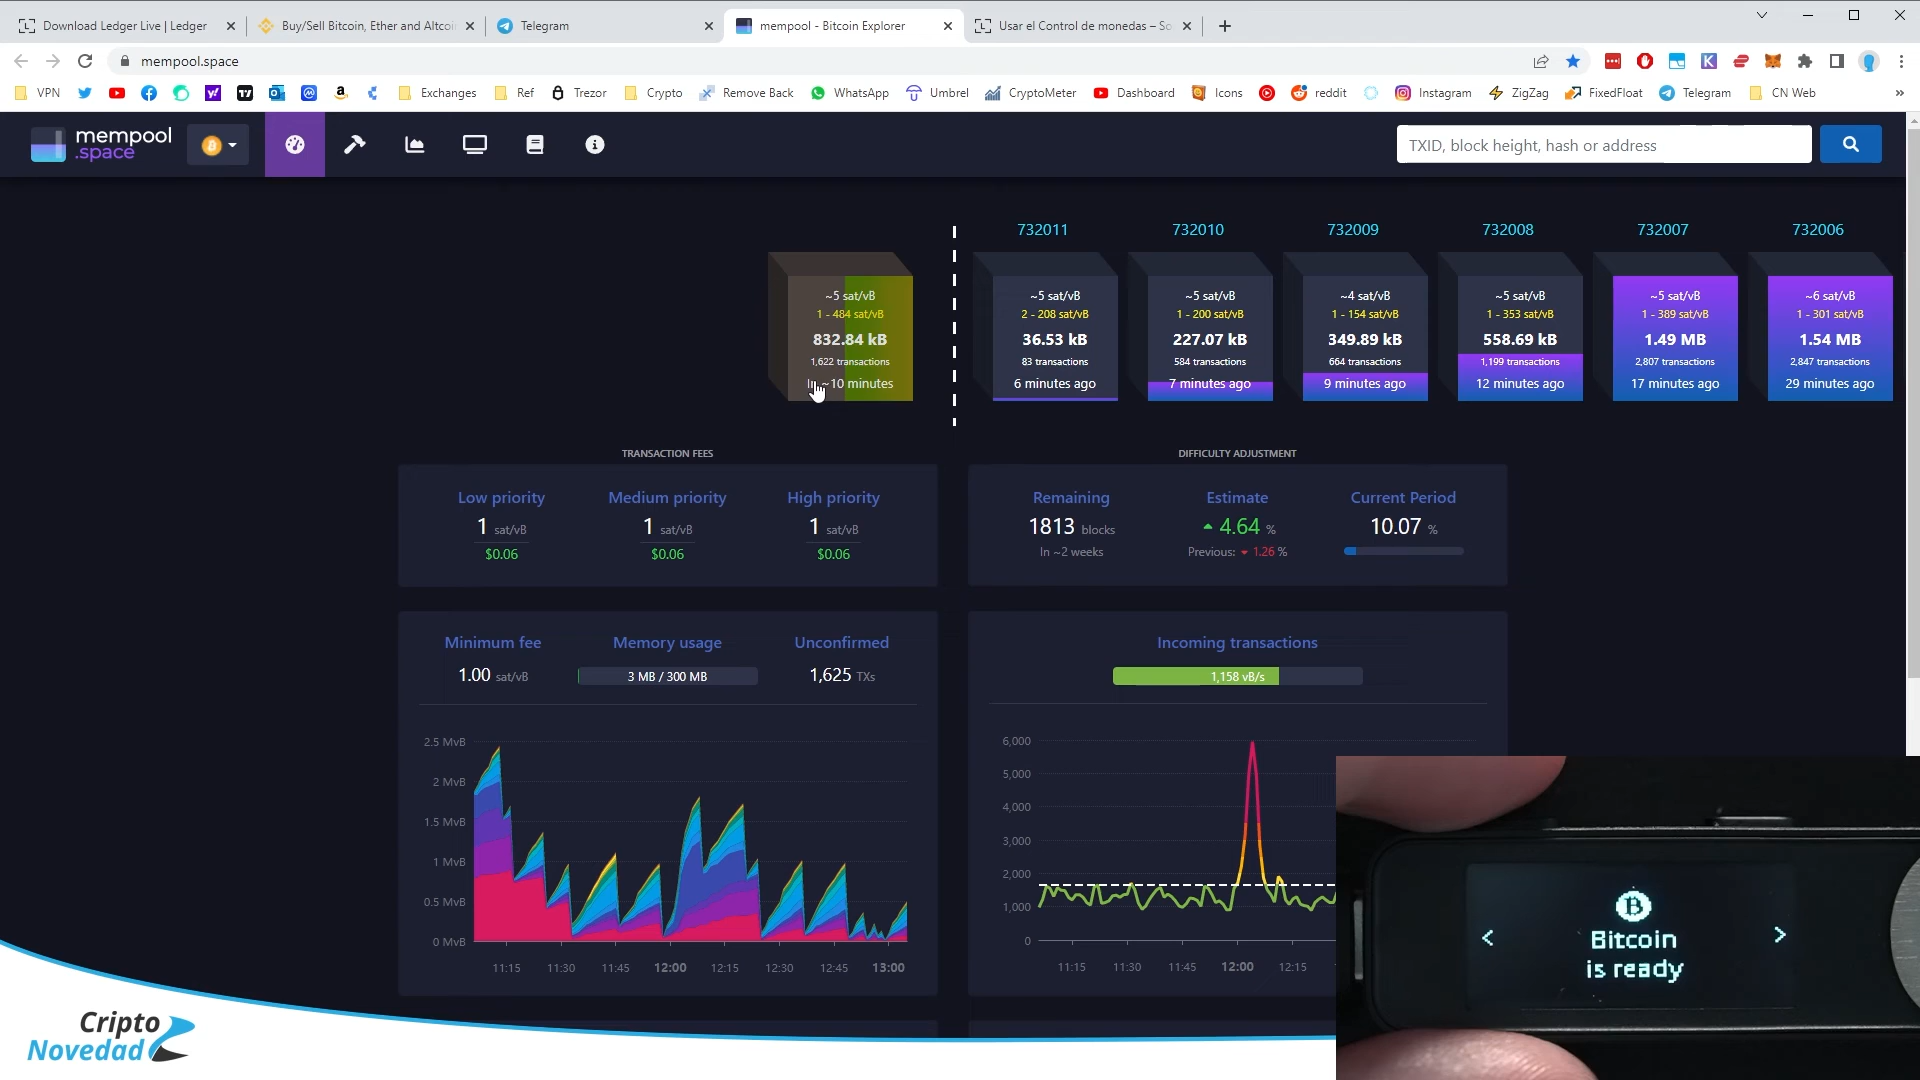 Download Ledger Live | Ledger
Buy/Sell Bitcoin, Ether and Altcoi
Telegram
mempool - Bitcoin Explorer
Usar el Control de monedas – So
mempool.space
VPN
Exchanges
Ref
Trezor
Crypto
Remove Back
WhatsApp
Umbrel
CryptoMeter
Dashboard
Icons
reddit
Instagram
ZigZag
FixedFloat
Telegram
CN Web
»
mempool
.space
TXID, block height, hash or address
732011
732010
732009
732008
732007
732006
~5 sat/vB
1 - 484 sat/vB
832.84 kB
1,622 transactions
In ~10 minutes
~5 sat/vB
2 - 208 sat/vB
36.53 kB
83 transactions
6 minutes ago
~5 sat/vB
1 - 200 sat/vB
227.07 kB
584 transactions
7 minutes ago
~4 sat/vB
1 - 154 sat/vB
349.89 kB
664 transactions
9 minutes ago
~5 sat/vB
1 - 353 sat/vB
558.69 kB
1,199 transactions
12 minutes ago
~5 sat/vB
1 - 389 sat/vB
1.49 MB
2,807 transactions
17 minutes ago
~6 sat/vB
1 - 301 sat/vB
1.54 MB
2,847 transactions
29 minutes ago
TRANSACTION FEES
Low priority
Medium priority
High priority
1 sat/vB
1 sat/vB
1 sat/vB
$0.06
$0.06
$0.06
DIFFICULTY ADJUSTMENT
Remaining
Estimate
Current Period
1813 blocks
4.64 %
10.07 %
In ~2 weeks
Previous: 1.26 %
Minimum fee
Memory usage
Unconfirmed
1.00 sat/vB
3 MB / 300 MB
1,625 TXs
2.5 MvB
2 MvB
1.5 MvB
1 MvB
0.5 MvB
0 MvB
11:15
11:30
11:45
12:00
12:15
12:30
12:45
13:00
Incoming transactions
1,158 vB/s
6,000
5,000
4,000
3,000
2,000
1,000
0
11:15
11:30
11:45
12:00
12:15
Bitcoin
is ready
Cripto
Novedad